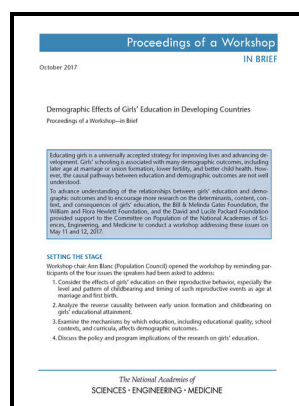 Proceedings of a Workshop
IN BRIEF
October 2017
Demographic Effects of Girls' Education in Developing Countries
Proceedings of a Workshop—in Brief
Educating girls is a universally accepted strategy for improving lives and advancing de-
velopment. Girls' schooling is associated with many demographic outcomes, including
later age at marriage or union formation, lower fertility, and better child health. How-
ever, the causal pathways between education and demographic outcomes are not well
understood.
To advance understanding of the relationships between girls' education and demo-
graphic outcomes and to encourage more research on the determinants, content, con-
text, and consequences of girls' education, the Bill & Melinda Gates Foundation, the
William and Flora Hewlett Foundation, and the David and Lucile Packard Foundation
provided support to the Committee on Population of the National Academies of Sci-
ences, Engineering, and Medicine to conduct a workshop addressing these issues on
May 11 and 12, 2017.
SETTING THE STAGE
Workshop chair Ann Blanc (Population Council) opened the workshop by reminding par-
ticipants of the four issues the speakers had been asked to address:
1. Consider the effects of girls' education on their reproductive behavior, especially the
level and pattern of childbearing and timing of such reproductive events as age at
marriage and first birth.
2. Analyze the reverse causality between early union formation and childbearing on
girls' educational attainment.
3. Examine the mechanisms by which education, including educational quality, school
contexts, and curricula, affects demographic outcomes.
4. Discuss the policy and program implications of the research on girls' education.
The National Academies of
SCIENCES • ENGINEERING • MEDICINE